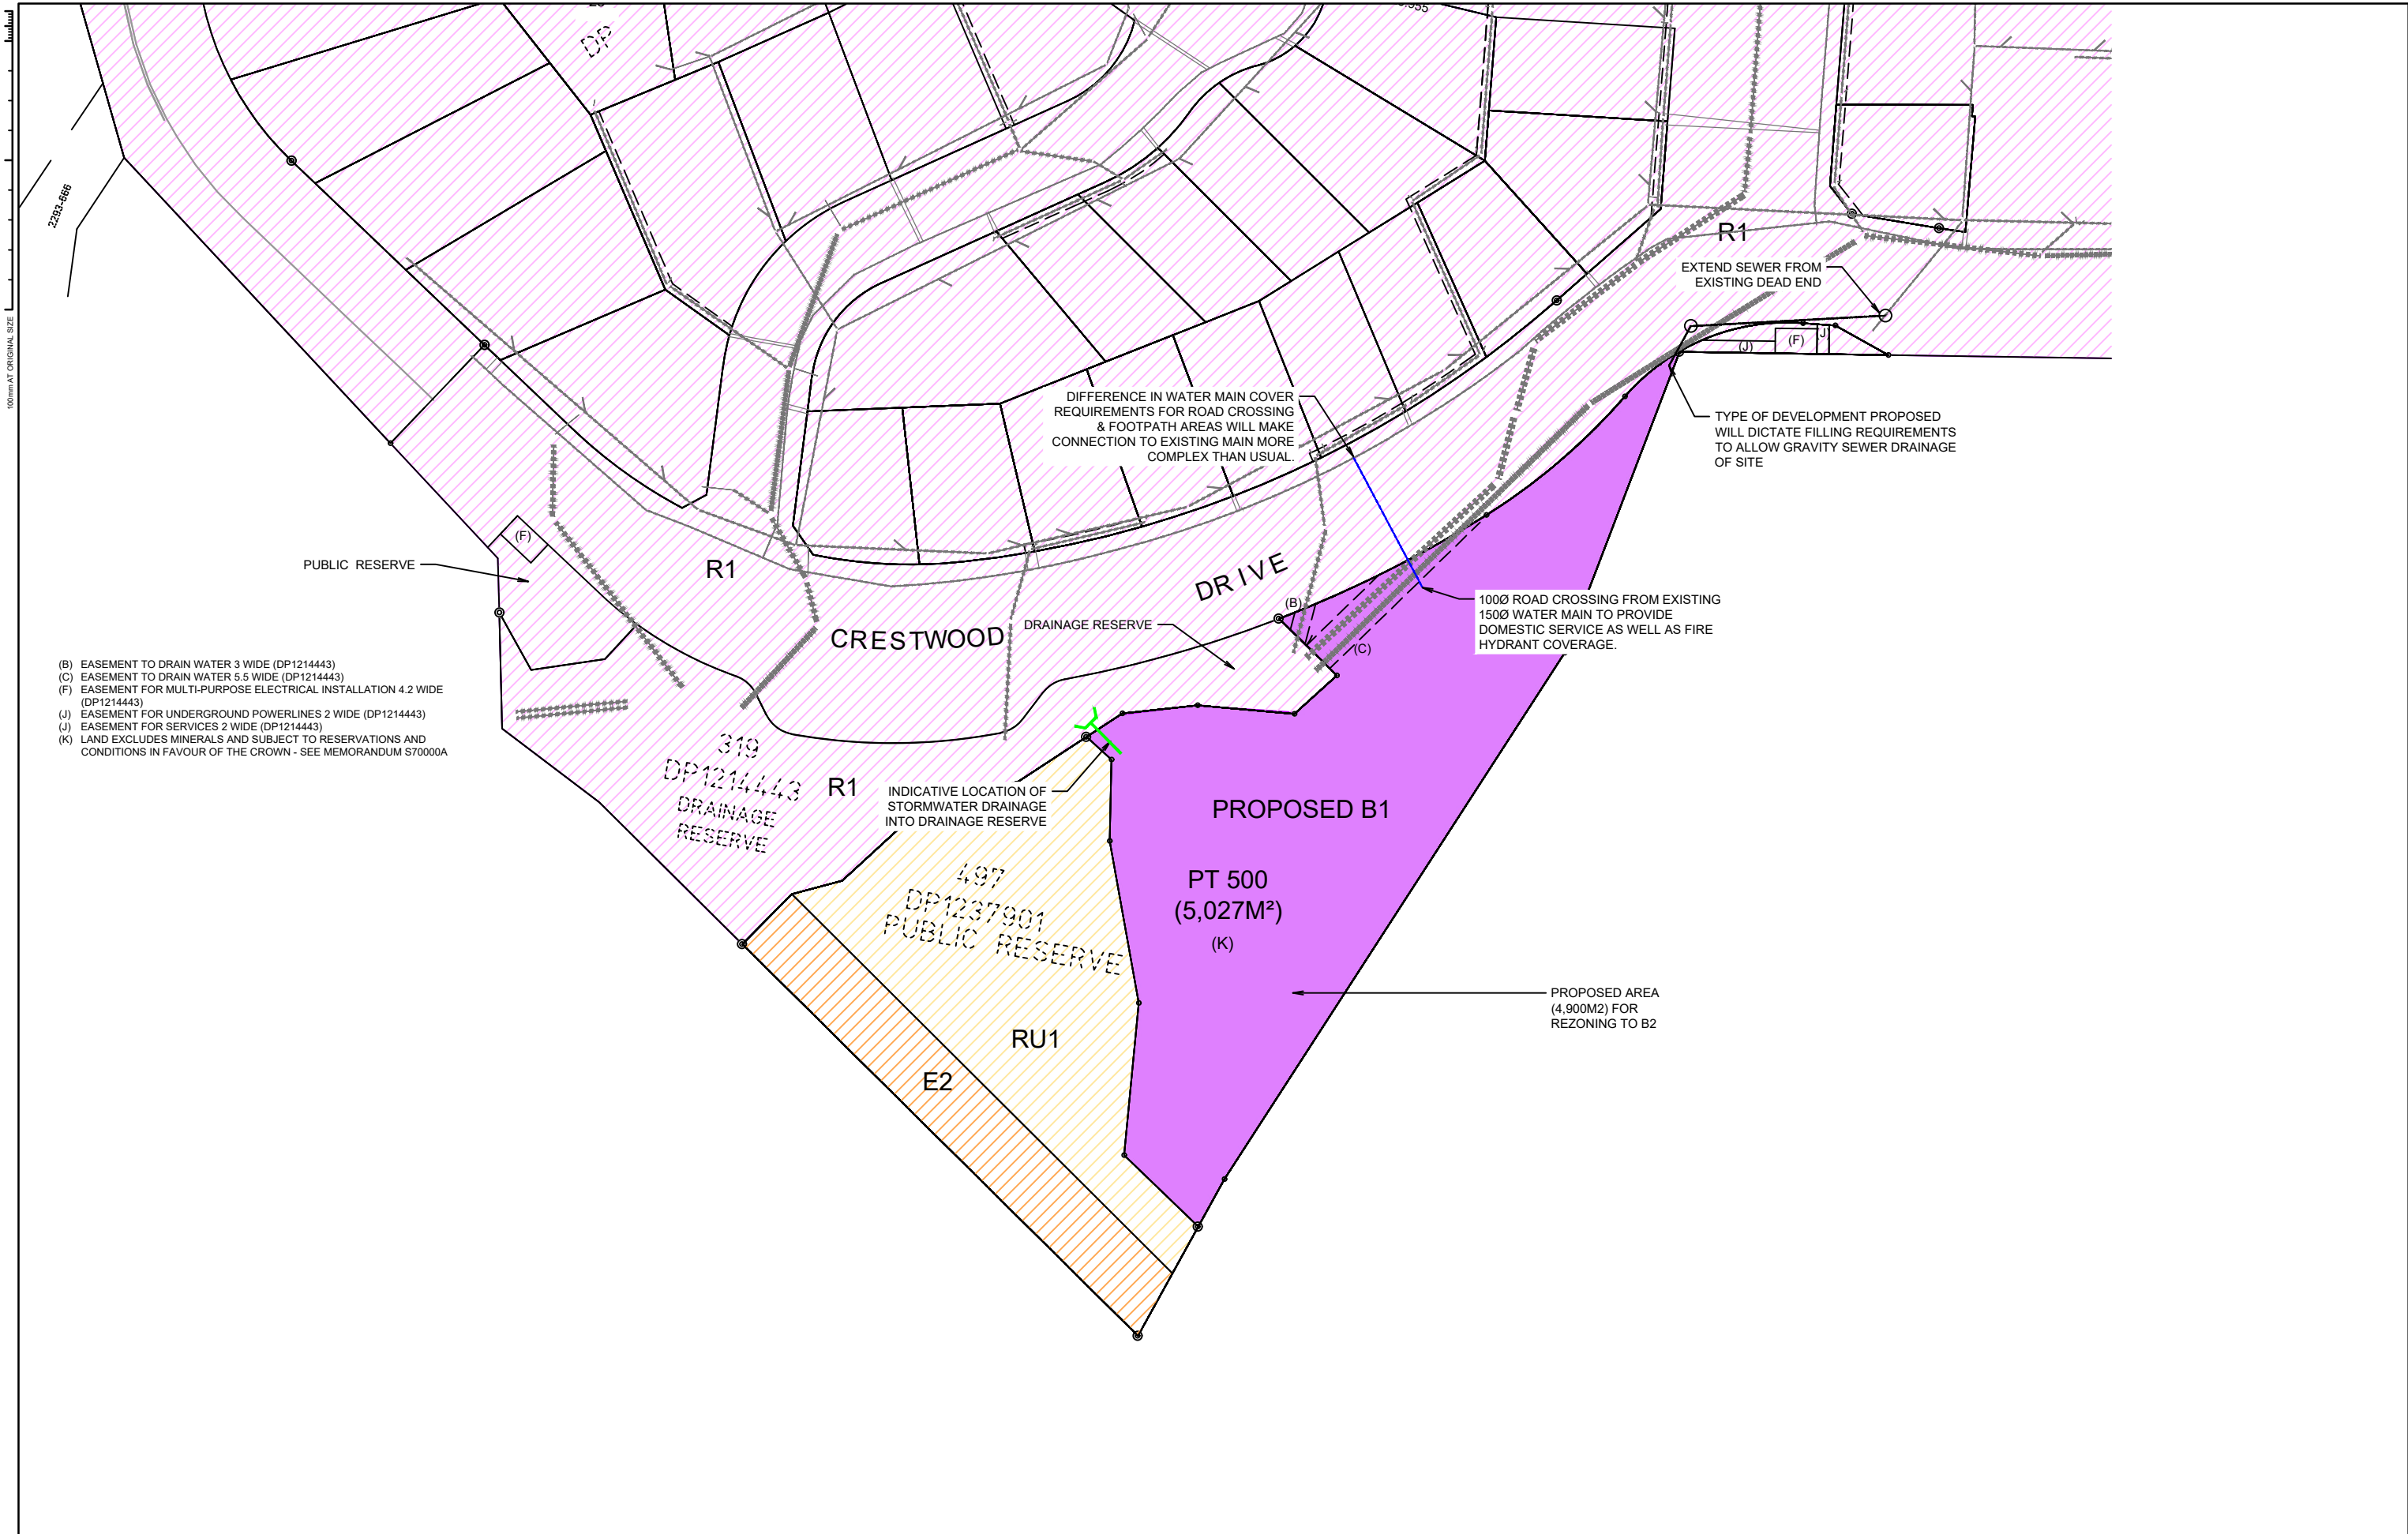 DP
2293-666
100mm AT ORIGINAL SIZE
R1
EXTEND SEWER FROM
EXISTING DEAD END
(J)
(F)
(J)
DIFFERENCE IN WATER MAIN COVER
REQUIREMENTS FOR ROAD CROSSING
& FOOTPATH AREAS WILL MAKE
CONNECTION TO EXISTING MAIN MORE
COMPLEX THAN USUAL.
TYPE OF DEVELOPMENT PROPOSED
WILL DICTATE FILLING REQUIREMENTS
TO ALLOW GRAVITY SEWER DRAINAGE
OF SITE
(F)
PUBLIC RESERVE
R1
CRESTWOOD DRIVE
(B)
DRAINAGE RESERVE
(C)
100Ø ROAD CROSSING FROM EXISTING
150Ø WATER MAIN TO PROVIDE
DOMESTIC SERVICE AS WELL AS FIRE
HYDRANT COVERAGE.
(B) EASEMENT TO DRAIN WATER 3 WIDE (DP1214443)
(C) EASEMENT TO DRAIN WATER 5.5 WIDE (DP1214443)
(F) EASEMENT FOR MULTI-PURPOSE ELECTRICAL INSTALLATION 4.2 WIDE
(DP1214443)
(J) EASEMENT FOR UNDERGROUND POWERLINES 2 WIDE (DP1214443)
(J) EASEMENT FOR SERVICES 2 WIDE (DP1214443)
(K) LAND EXCLUDES MINERALS AND SUBJECT TO RESERVATIONS AND
CONDITIONS IN FAVOUR OF THE CROWN - SEE MEMORANDUM S70000A
319
DP1214443
DRAINAGE
RESERVE
R1
INDICATIVE LOCATION OF
STORMWATER DRAINAGE
INTO DRAINAGE RESERVE
PROPOSED B1
PT 500
(5,027M²)
(K)
497
DP1237901
PUBLIC RESERVE
PROPOSED AREA
(4,900M2) FOR
REZONING TO B2
RU1
E2